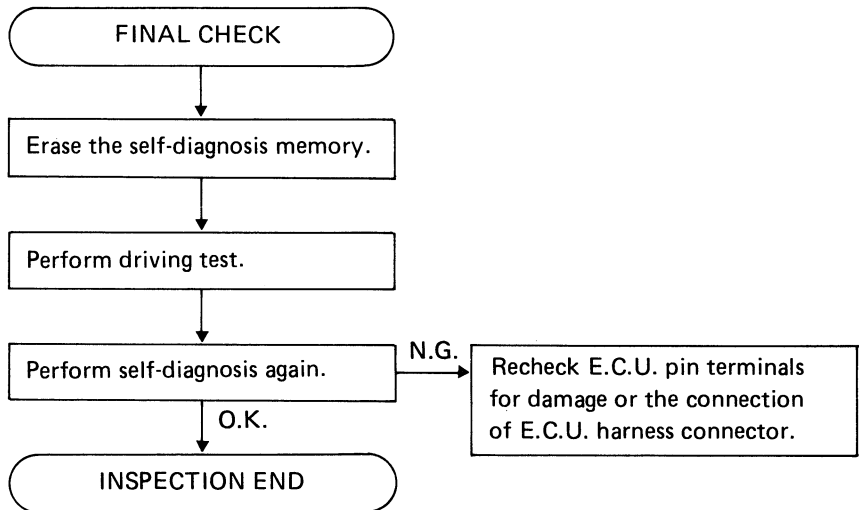 FINAL CHECK
Erase the self-diagnosis memory.
Perform driving test.
Perform self-diagnosis again.
N.G.
Recheck E.C.U. pin terminals
for damage or the connection
of E.C.U. harness connector.
O.K.
INSPECTION END